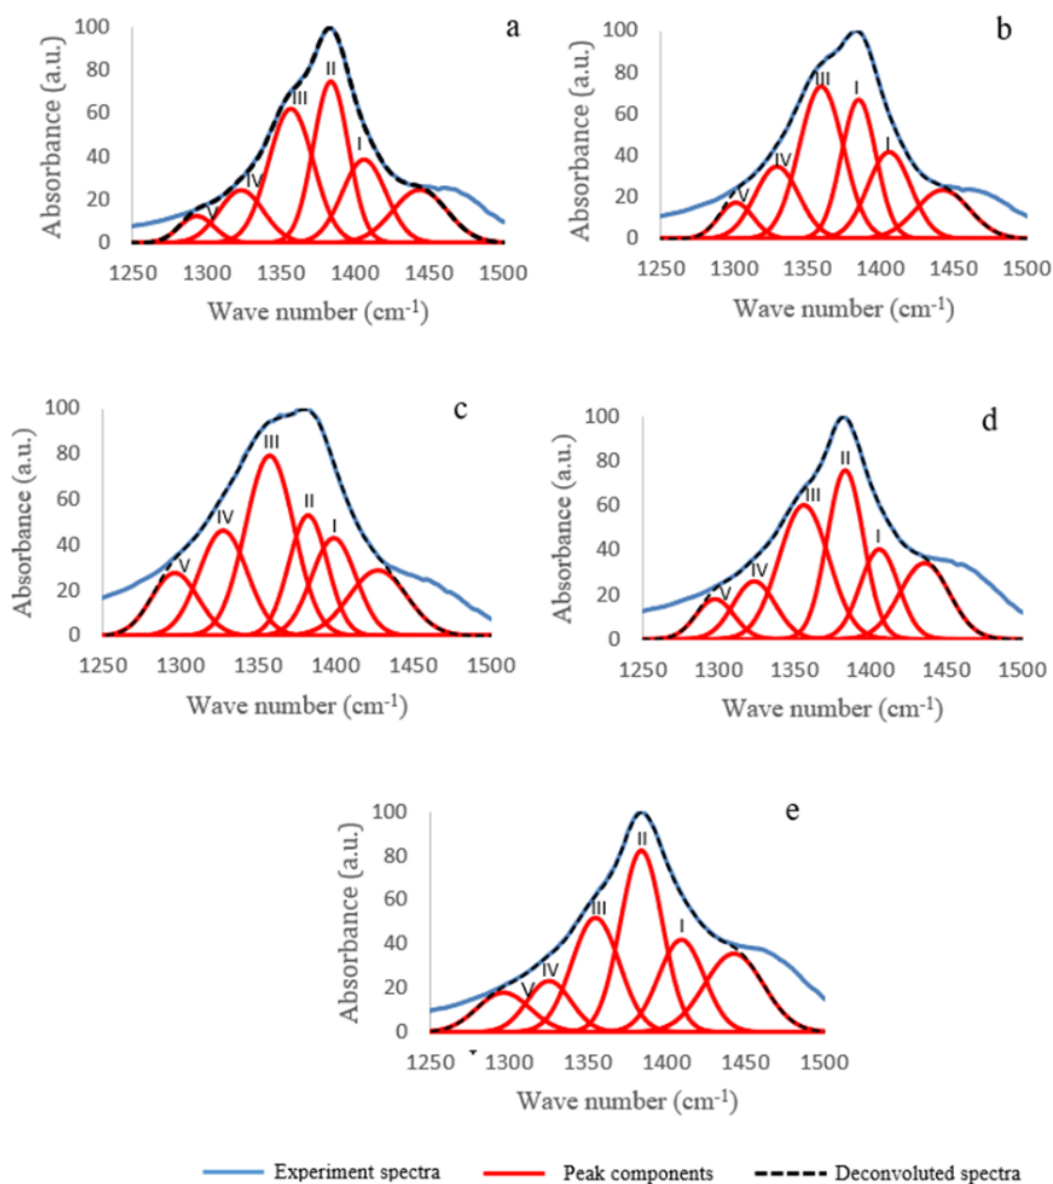 a
Absorbance (a.u.)
100
80
60
40
20
0
V
IV
III
II
I
1250 1300 1350 1400 1450 1500
Wave number (cm-1)
b
Absorbance (a.u.)
100
80
60
40
20
0
V
IV
III
I
I
1250 1300 1350 1400 1450 1500
Wave number (cm-1)
c
Absorbance (a.u.)
100
80
60
40
20
0
V
IV
III
II
I
1250 1300 1350 1400 1450 1500
Wave number (cm-1)
d
Absorbance (a.u.)
100
80
60
40
20
0
V
IV
III
II
I
1250 1300 1350 1400 1450 1500
Wave number (cm-1)
e
Absorbance (a.u.)
100
80
60
40
20
0
V
IV
III
II
I
1250 1300 1350 1400 1450 1500
Wave number (cm-1)
Experiment spectra Peak components Deconvoluted spectra